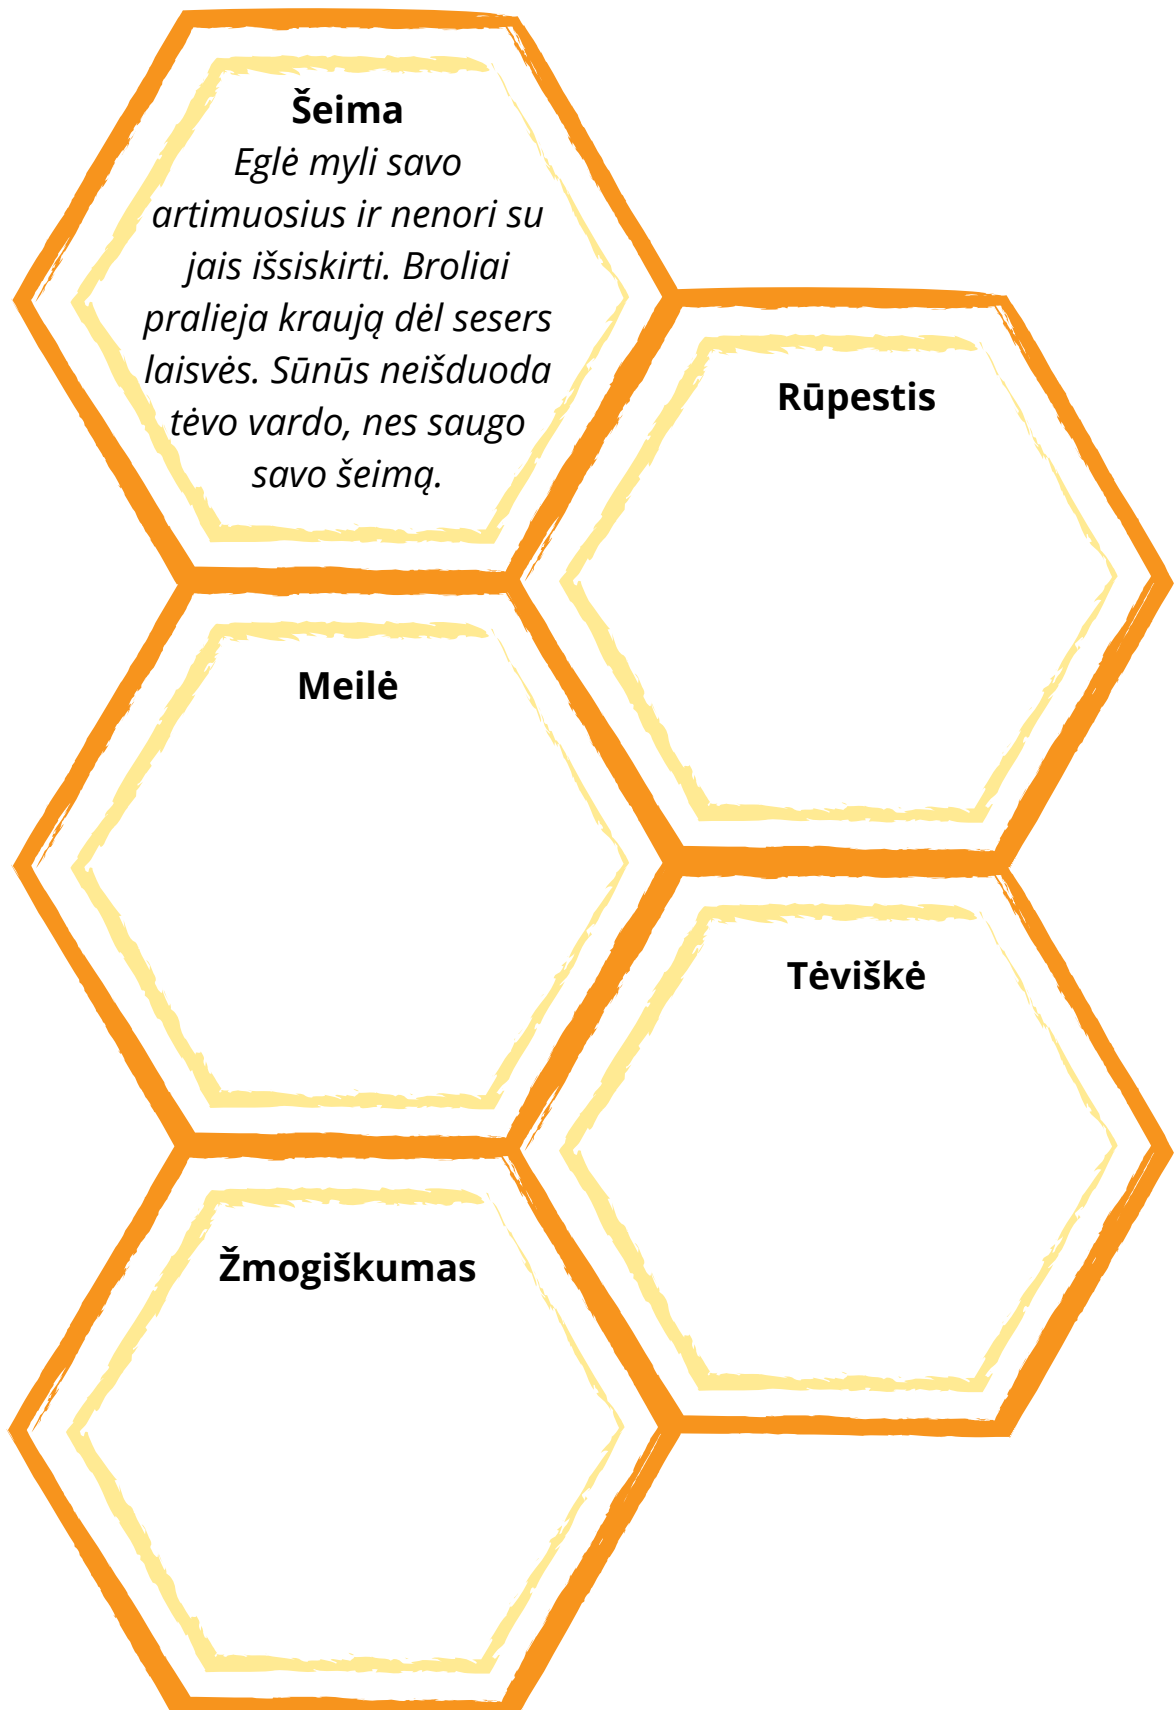 Šeima
Eglė myli savo
artimuosius ir nenori su
jais išsiskirti. Broliai
pralieja kraują dėl sesers
laisvės. Sūnūs neišduoda
tėvo vardo, nes saugo
savo šeimą.
Rūpestis
Meilė
Tėviškė
Žmogiškumas